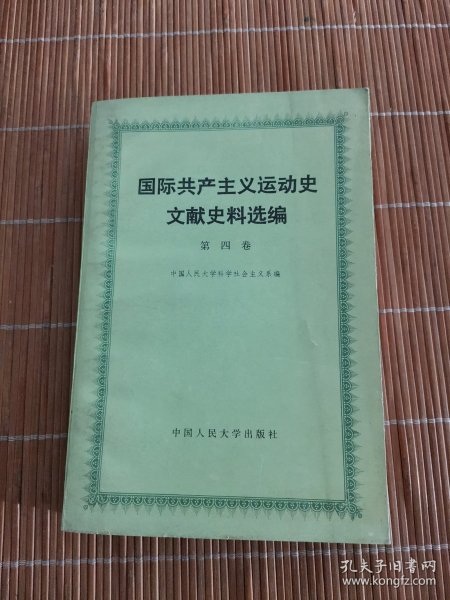 国际共产主义运动史
文献史料选编
第四卷
中国人民大学科学社会主义系编
中国人民大学出版社
孔夫子旧书网
www.kongfz.com